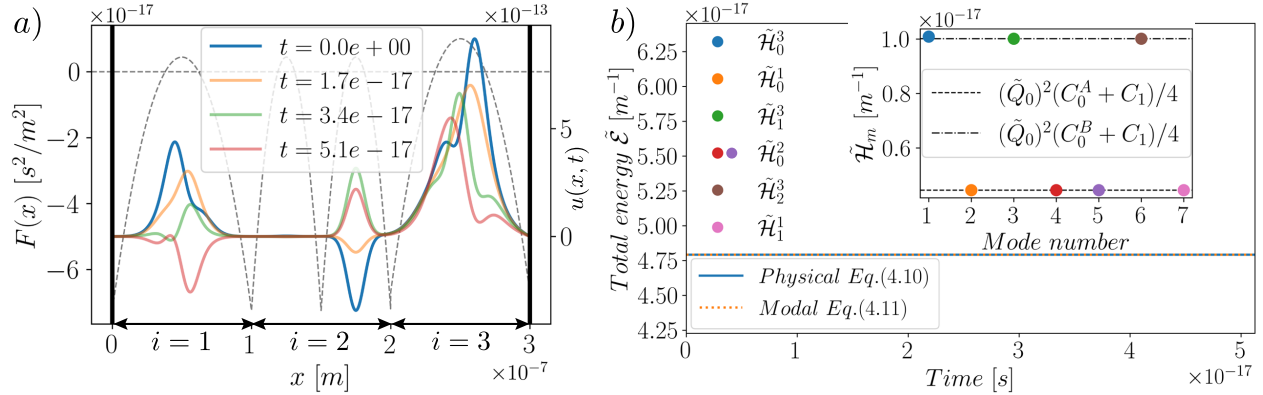 a)
×10⁻¹⁷
×10⁻¹³
t = 0.0e + 00
t = 1.7e − 17
t = 3.4e − 17
t = 5.1e − 17
F(x) [s²/m²]
0
−2
−4
−6
5
0
u(x, t)
i = 1
i = 2
i = 3
0
1
2
3
x [m]
×10⁻⁷
b)
×10⁻¹⁷
Total energy ℰ̃ [m⁻¹]
6.25
6.00
5.75
5.50
5.25
5.00
4.75
4.50
4.25
ℋ̃₀³
ℋ̃₀¹
ℋ̃₁³
ℋ̃₀²
ℋ̃₂³
ℋ̃₁¹
×10⁻¹⁷
ℋ̃ₘ [m⁻¹]
1.0
0.8
0.6
(Q̃₀)²(C₀ᴬ + C₁)/4
(Q̃₀)²(C₀ᴮ + C₁)/4
1
2
3
4
5
6
7
Mode number
Physical Eq.(4.10)
Modal Eq.(4.11)
0
1
2
3
4
5
Time [s]
×10⁻¹⁷